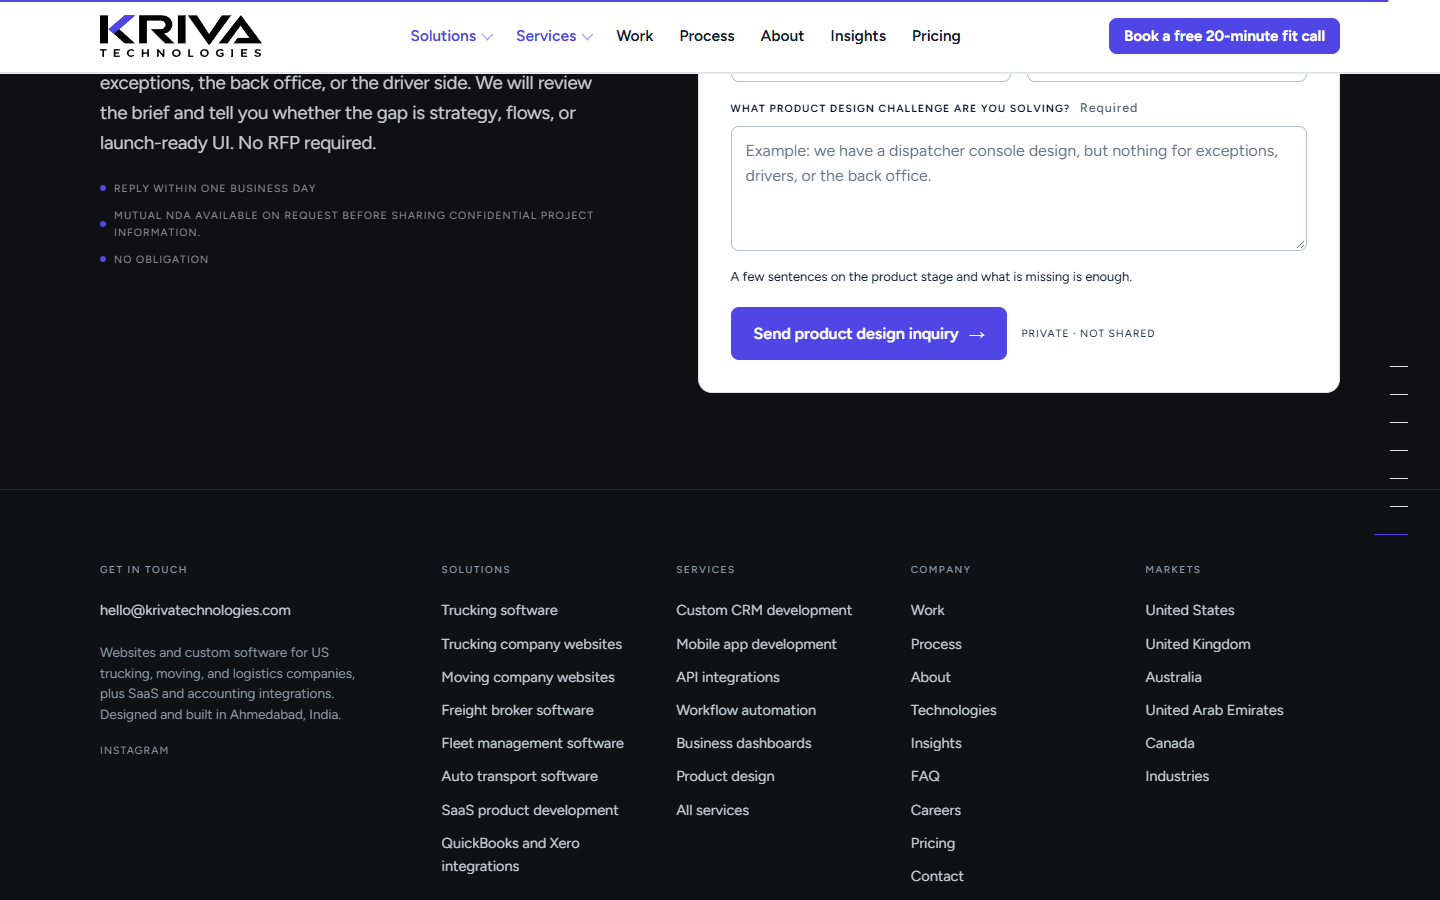 KRIVA
TECHNOLOGIES
Solutions
Services
Work
Process
About
Insights
Pricing
Book a free 20-minute fit call
exceptions, the back office, or the driver side. We will review
the brief and tell you whether the gap is strategy, flows, or
launch-ready UI. No RFP required.
REPLY WITHIN ONE BUSINESS DAY
MUTUAL NDA AVAILABLE ON REQUEST BEFORE SHARING CONFIDENTIAL PROJECT
INFORMATION.
NO OBLIGATION
WHAT PRODUCT DESIGN CHALLENGE ARE YOU SOLVING? Required
Example: we have a dispatcher console design, but nothing for exceptions,
drivers, or the back office.
A few sentences on the product stage and what is missing is enough.
Send product design inquiry →
PRIVATE · NOT SHARED
GET IN TOUCH
hello@krivatechnologies.com
Websites and custom software for US
trucking, moving, and logistics companies,
plus SaaS and accounting integrations.
Designed and built in Ahmedabad, India.
INSTAGRAM
SOLUTIONS
Trucking software
Trucking company websites
Moving company websites
Freight broker software
Fleet management software
Auto transport software
SaaS product development
QuickBooks and Xero
integrations
SERVICES
Custom CRM development
Mobile app development
API integrations
Workflow automation
Business dashboards
Product design
All services
COMPANY
Work
Process
About
Technologies
Insights
FAQ
Careers
Pricing
Contact
MARKETS
United States
United Kingdom
Australia
United Arab Emirates
Canada
Industries